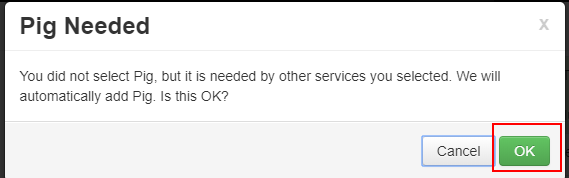 Pig Needed
X
You did not select Pig, but it is needed by other services you selected. We will
automatically add Pig. Is this OK?
Cancel
OK